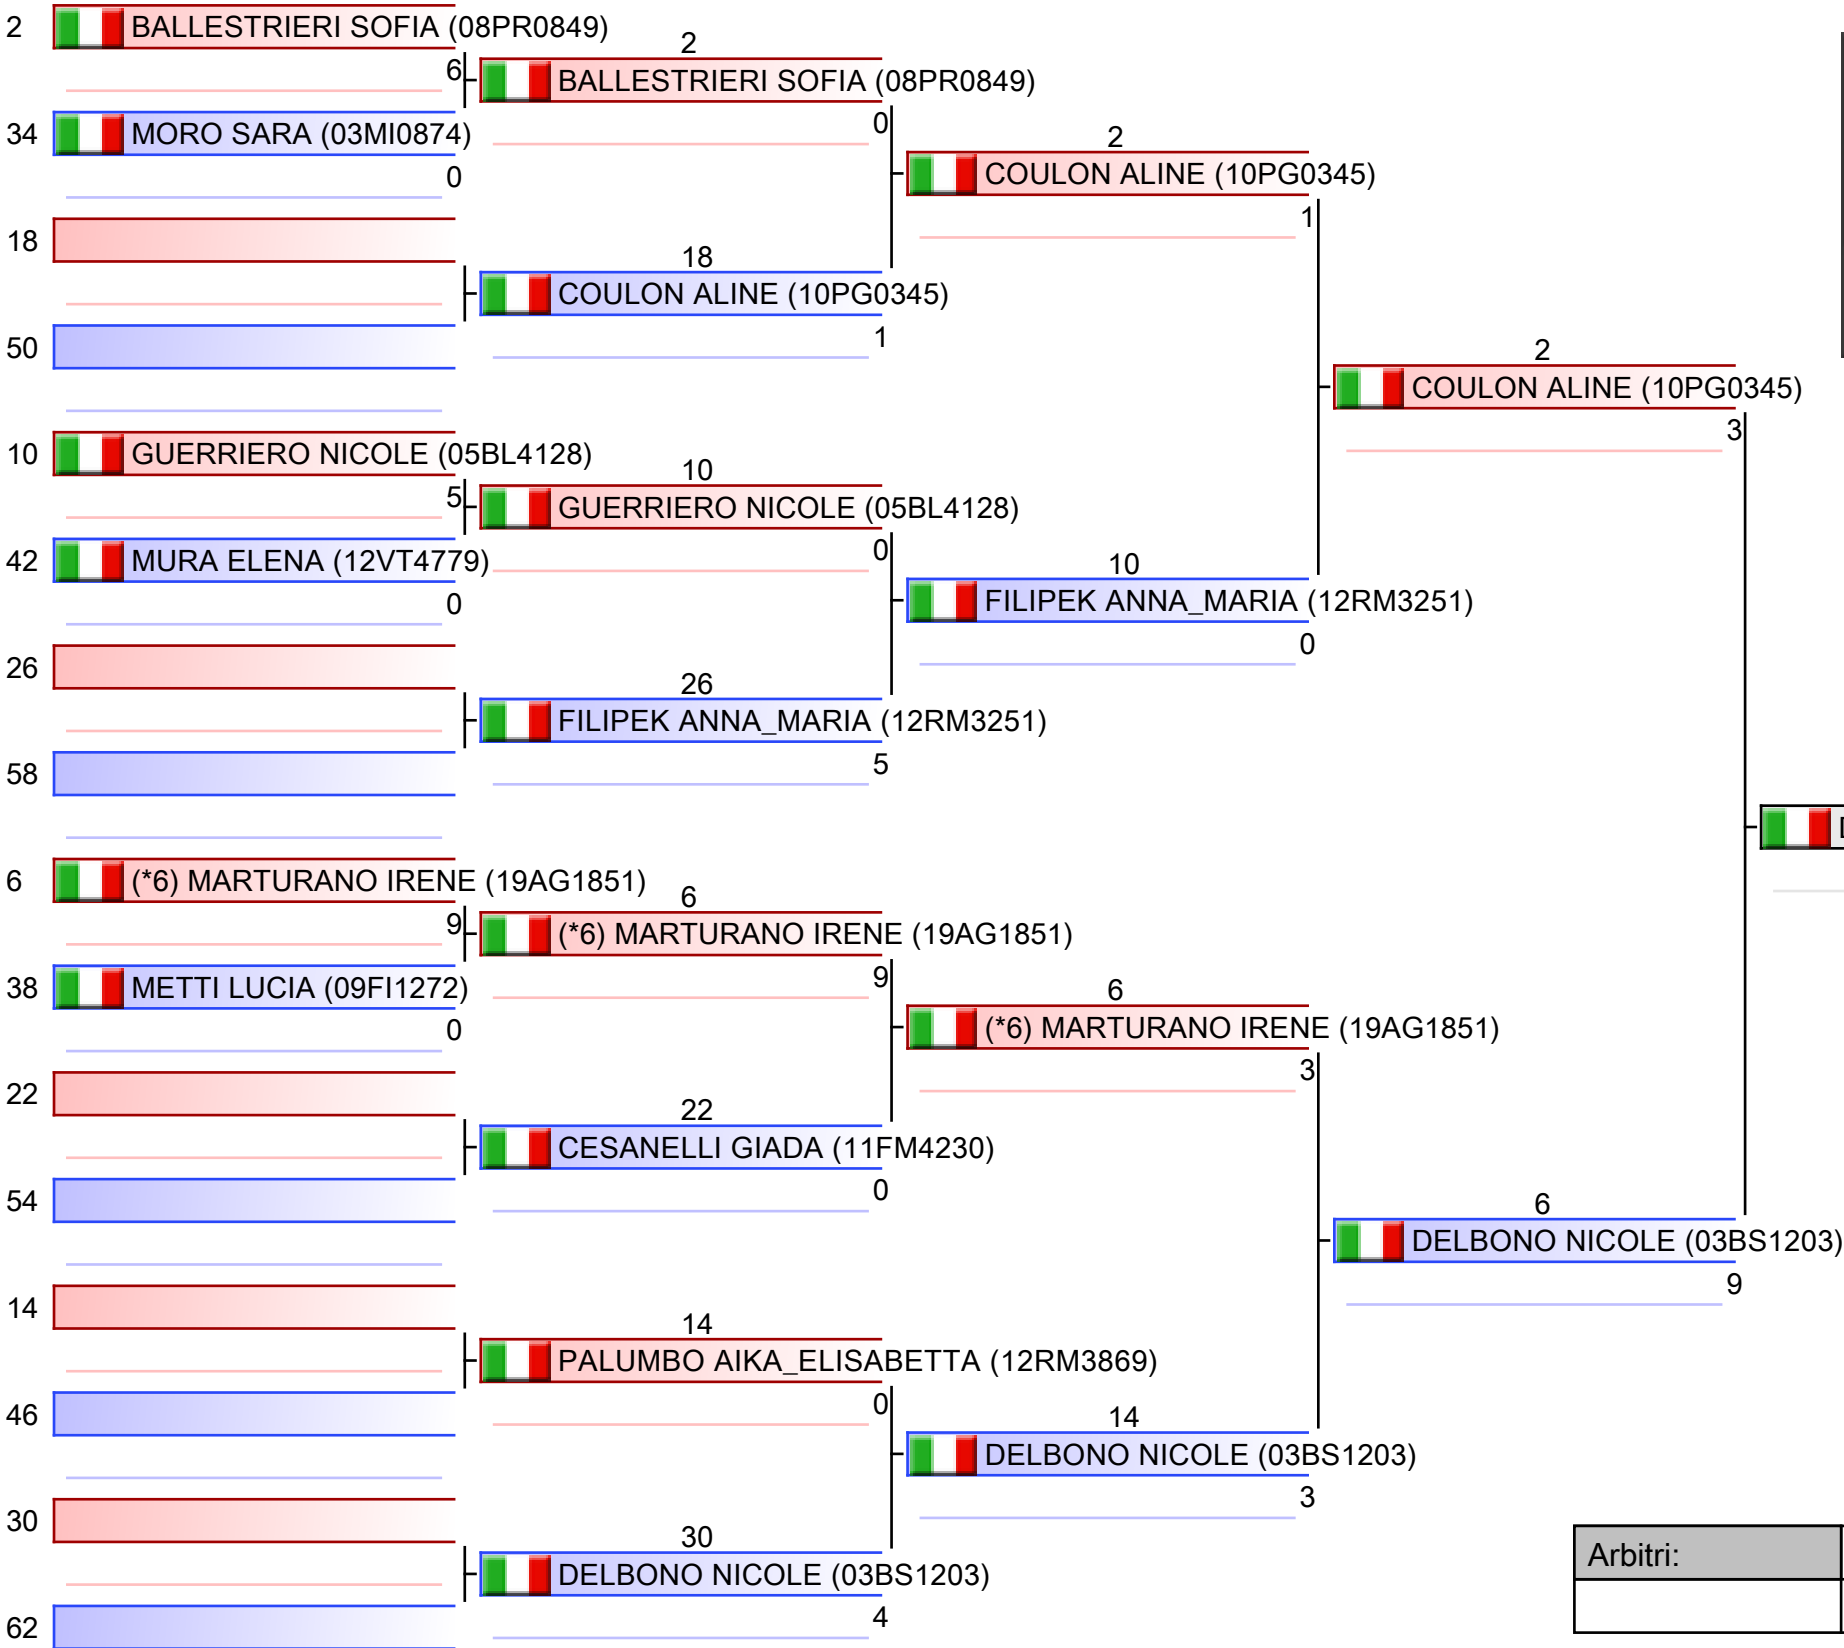 2 BALLESTRIERI SOFIA (08PR0849)
6
34 MORO SARA (03MI0874)
0
18
50
10 GUERRIERO NICOLE (05BL4128)
5
42 MURA ELENA (12VT4779)
0
26
58
6 (*6) MARTURANO IRENE (19AG1851)
9
38 METTI LUCIA (09FI1272)
0
22
54
14
46
30
62
2
BALLESTRIERI SOFIA (08PR0849)
0
18
COULON ALINE (10PG0345)
1
10
GUERRIERO NICOLE (05BL4128)
0
26
FILIPEK ANNA_MARIA (12RM3251)
5
6
(*6) MARTURANO IRENE (19AG1851)
9
22
CESANELLI GIADA (11FM4230)
0
14
PALUMBO AIKA_ELISABETTA (12RM3869)
0
30
DELBONO NICOLE (03BS1203)
4
2
COULON ALINE (10PG0345)
1
10
FILIPEK ANNA_MARIA (12RM3251)
0
6
(*6) MARTURANO IRENE (19AG1851)
3
14
DELBONO NICOLE (03BS1203)
3
2
COULON ALINE (10PG0345)
3
6
DELBONO NICOLE (03BS1203)
9
Arbitri: